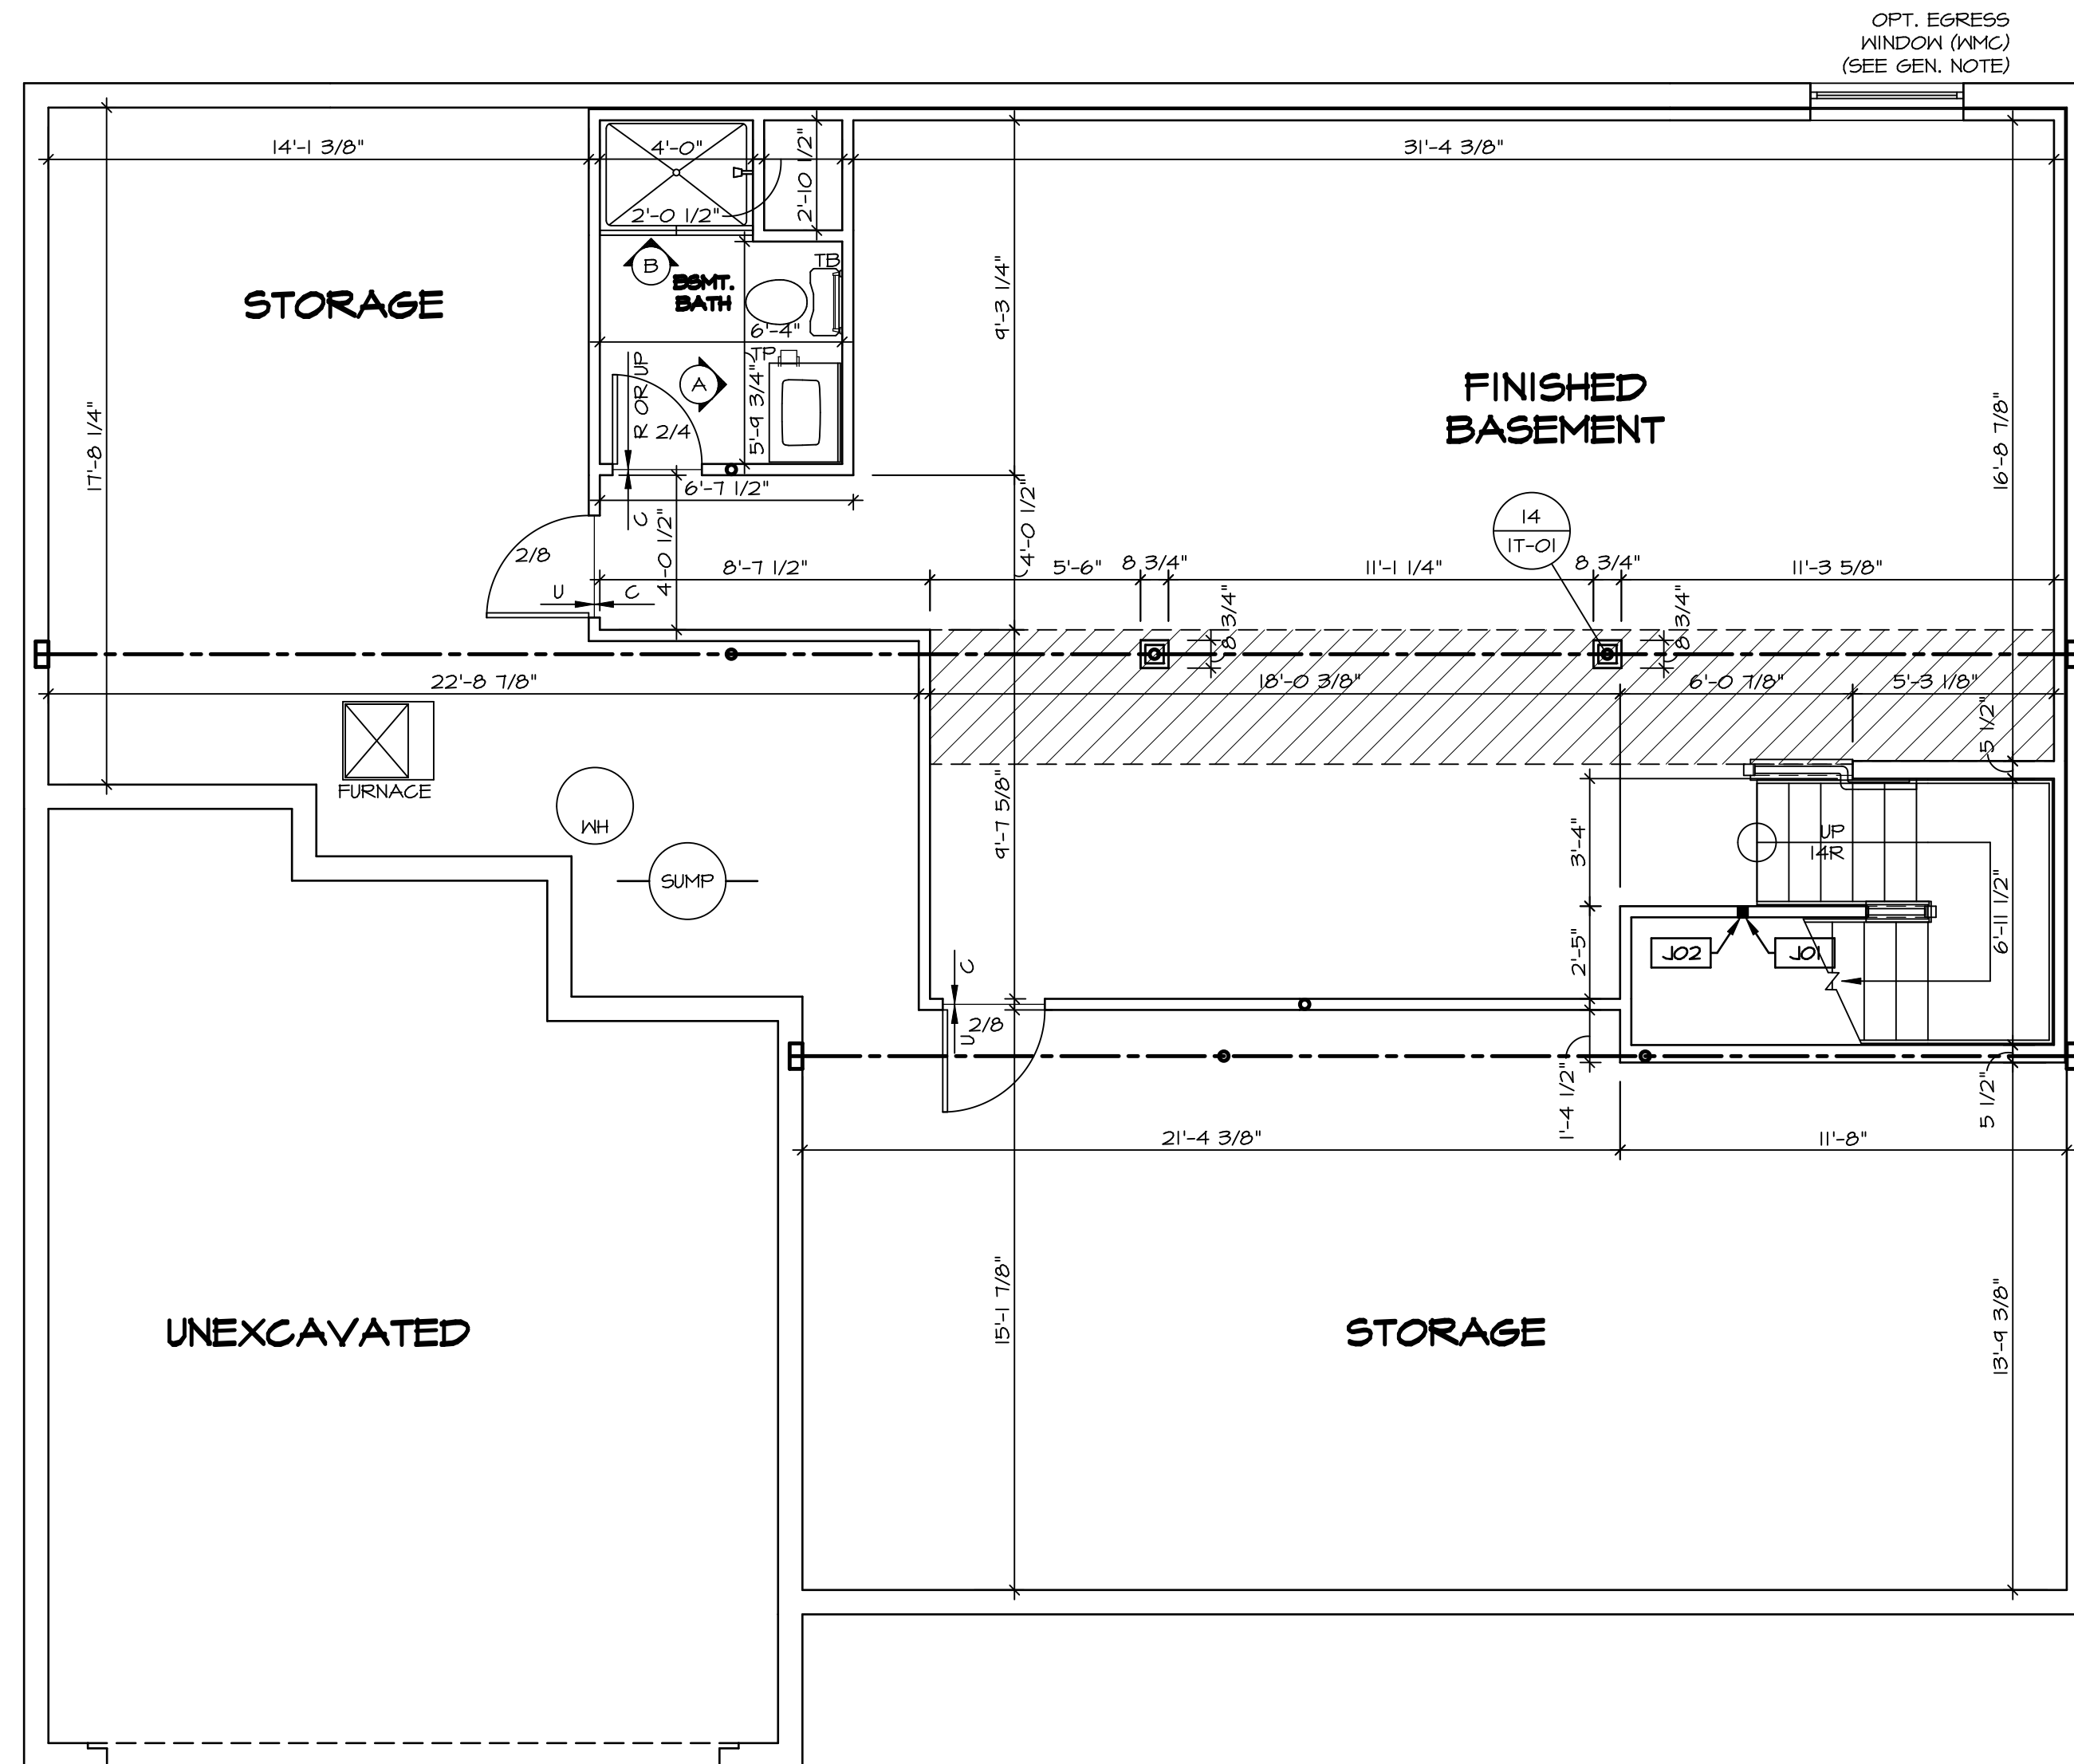 OPT. EGRESS
WINDOW (WMC)
(SEE GEN. NOTE)
14'-1 3/8"
4'-0"
2'-10 1/2"
31'-4 3/8"
2'-0 1/2"
B
BSMT.
BATH
TB
STORAGE
9'-3 1/4"
6'-4"
TP
R OR UP
A
5'-9 3/4"
2/4
FINISHED
BASEMENT
17'-8 1/4"
16'-8 7/8"
6'-7 1/2"
C
4'-0 1/2"
4'-0 1/2"
14
1T-01
2/8
U
C
8'-7 1/2"
5'-6"
8 3/4"
11'-1 1/4"
8 3/4"
11'-3 5/8"
8 3/4"
8 3/4"
22'-8 7/8"
18'-0 3/8"
6'-0 7/8"
5'-3 1/8"
5 1/2"
FURNACE
WH
SUMP
9'-7 5/8"
3'-4"
UP
14R
2'-5"
J02
J01
6'-11 1/2"
C
U
2/8
1'-4 1/2"
5 1/2"
21'-4 3/8"
11'-8"
15'-1 7/8"
13'-9 3/8"
UNEXCAVATED
STORAGE